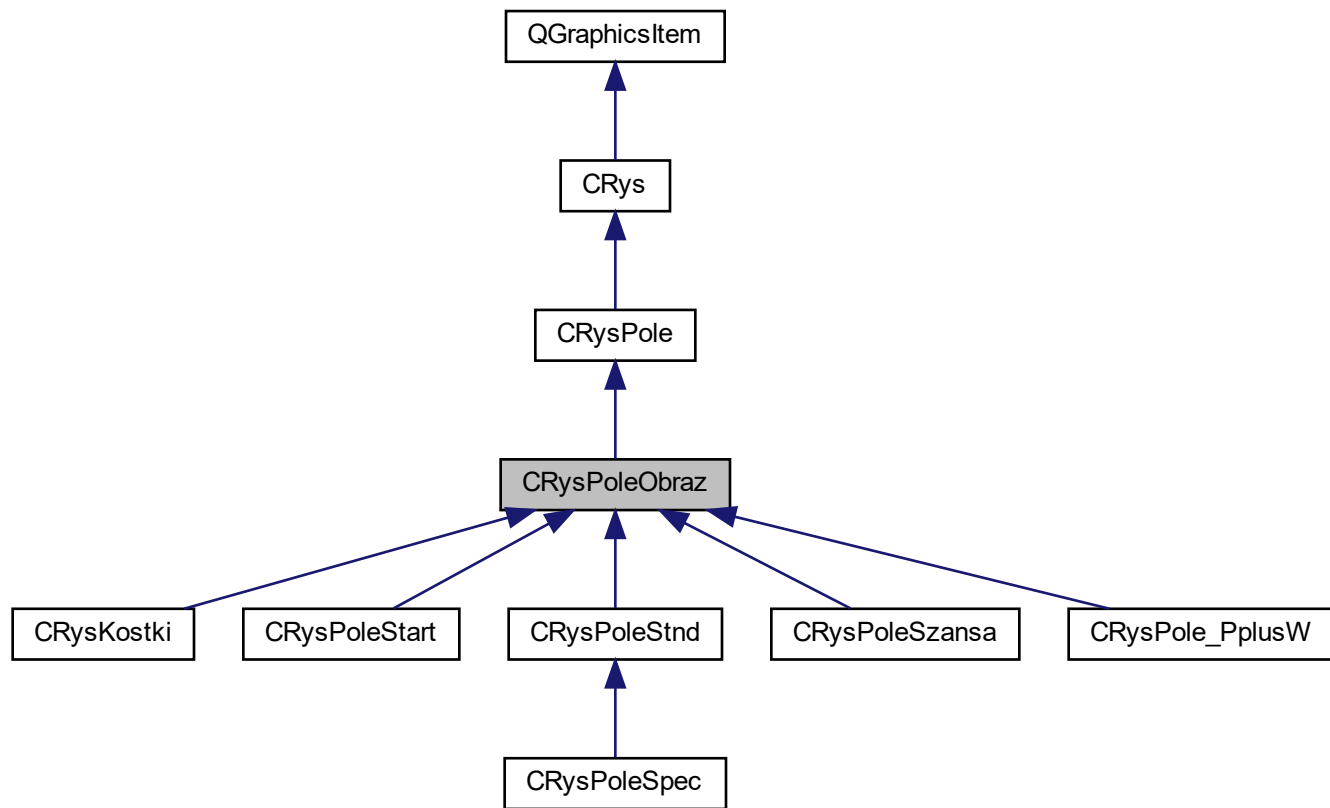 QGraphicsItem
CRys
CRysPole
CRysPoleObraz
CRysKostki
CRysPoleStart
CRysPoleStnd
CRysPoleSzansa
CRysPole_PplusW
CRysPoleSpec